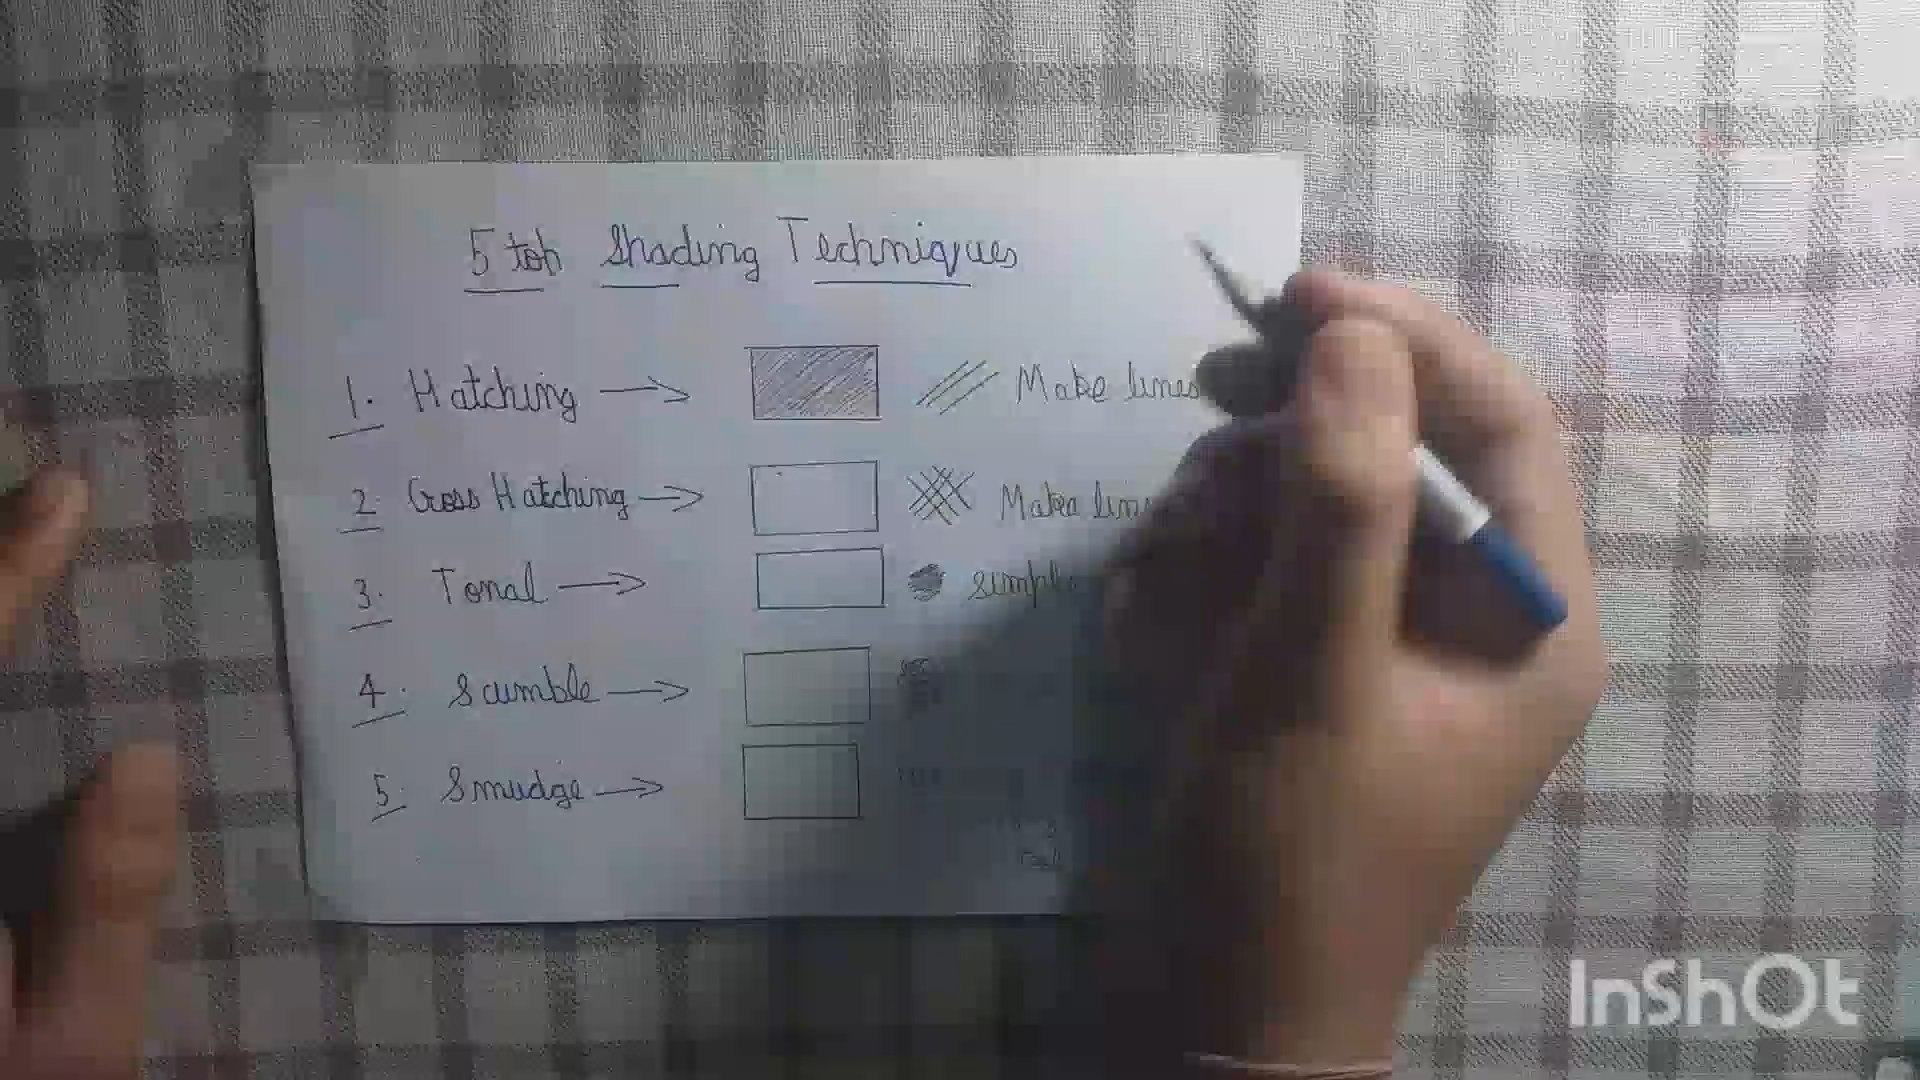 5 top Shading Techniques
1. Hatching → Make lines
2. Cross Hatching → Make
3. Tonal →
4. Scumble →
5. Smudge →
InShOt